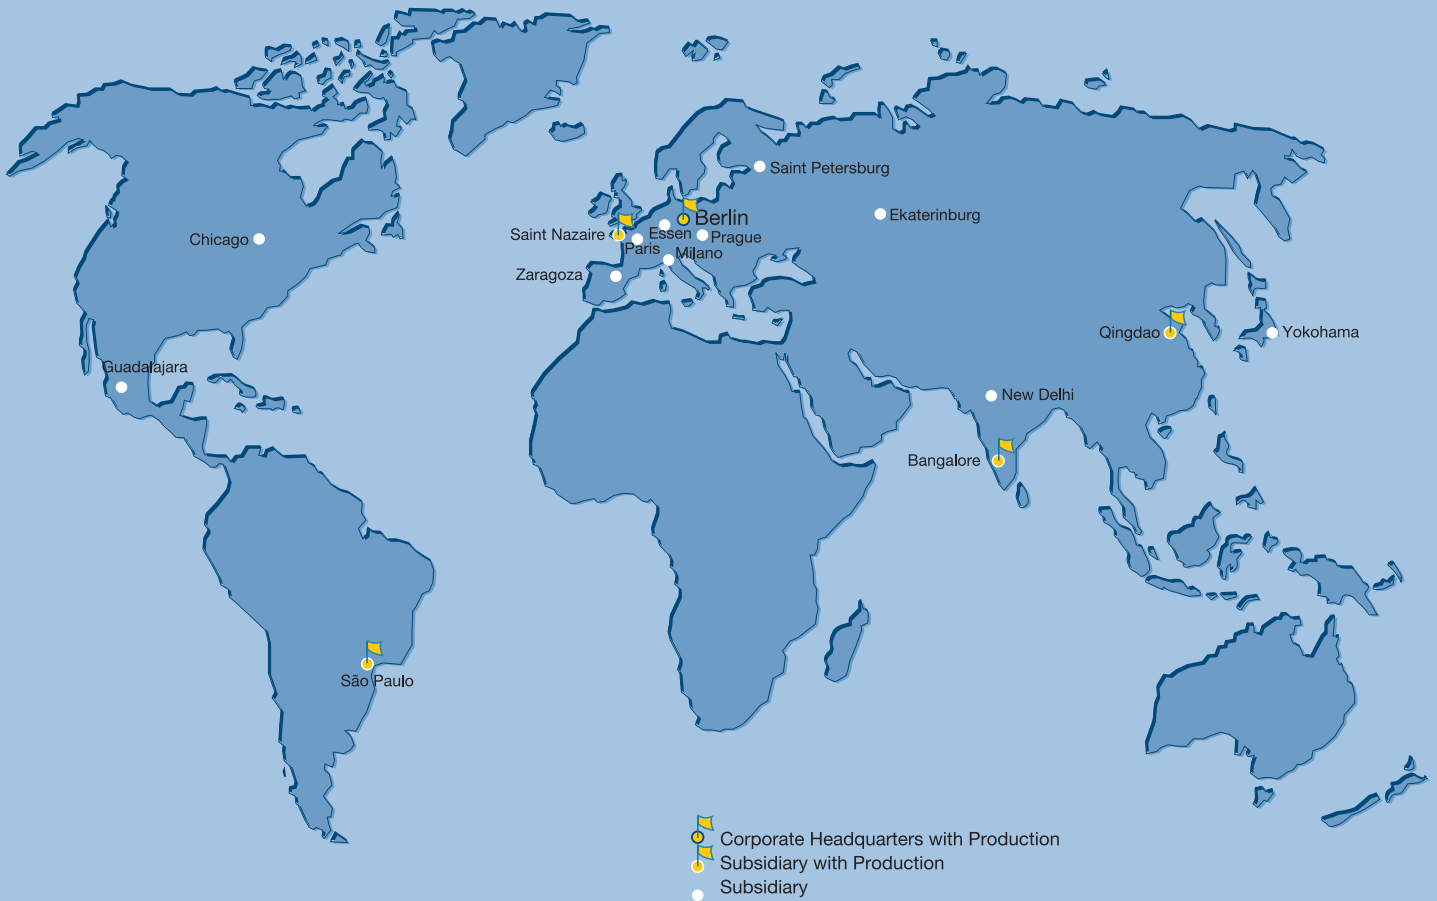 Saint Petersburg
Ekaterinburg
Berlin
Chicago
Saint Nazaire
Essen
Prague
Paris
Milano
Zaragoza
Qingdao
Yokohama
Guadalajara
New Delhi
Bangalore
São Paulo
Corporate Headquarters with Production
Subsidiary with Production
Subsidiary